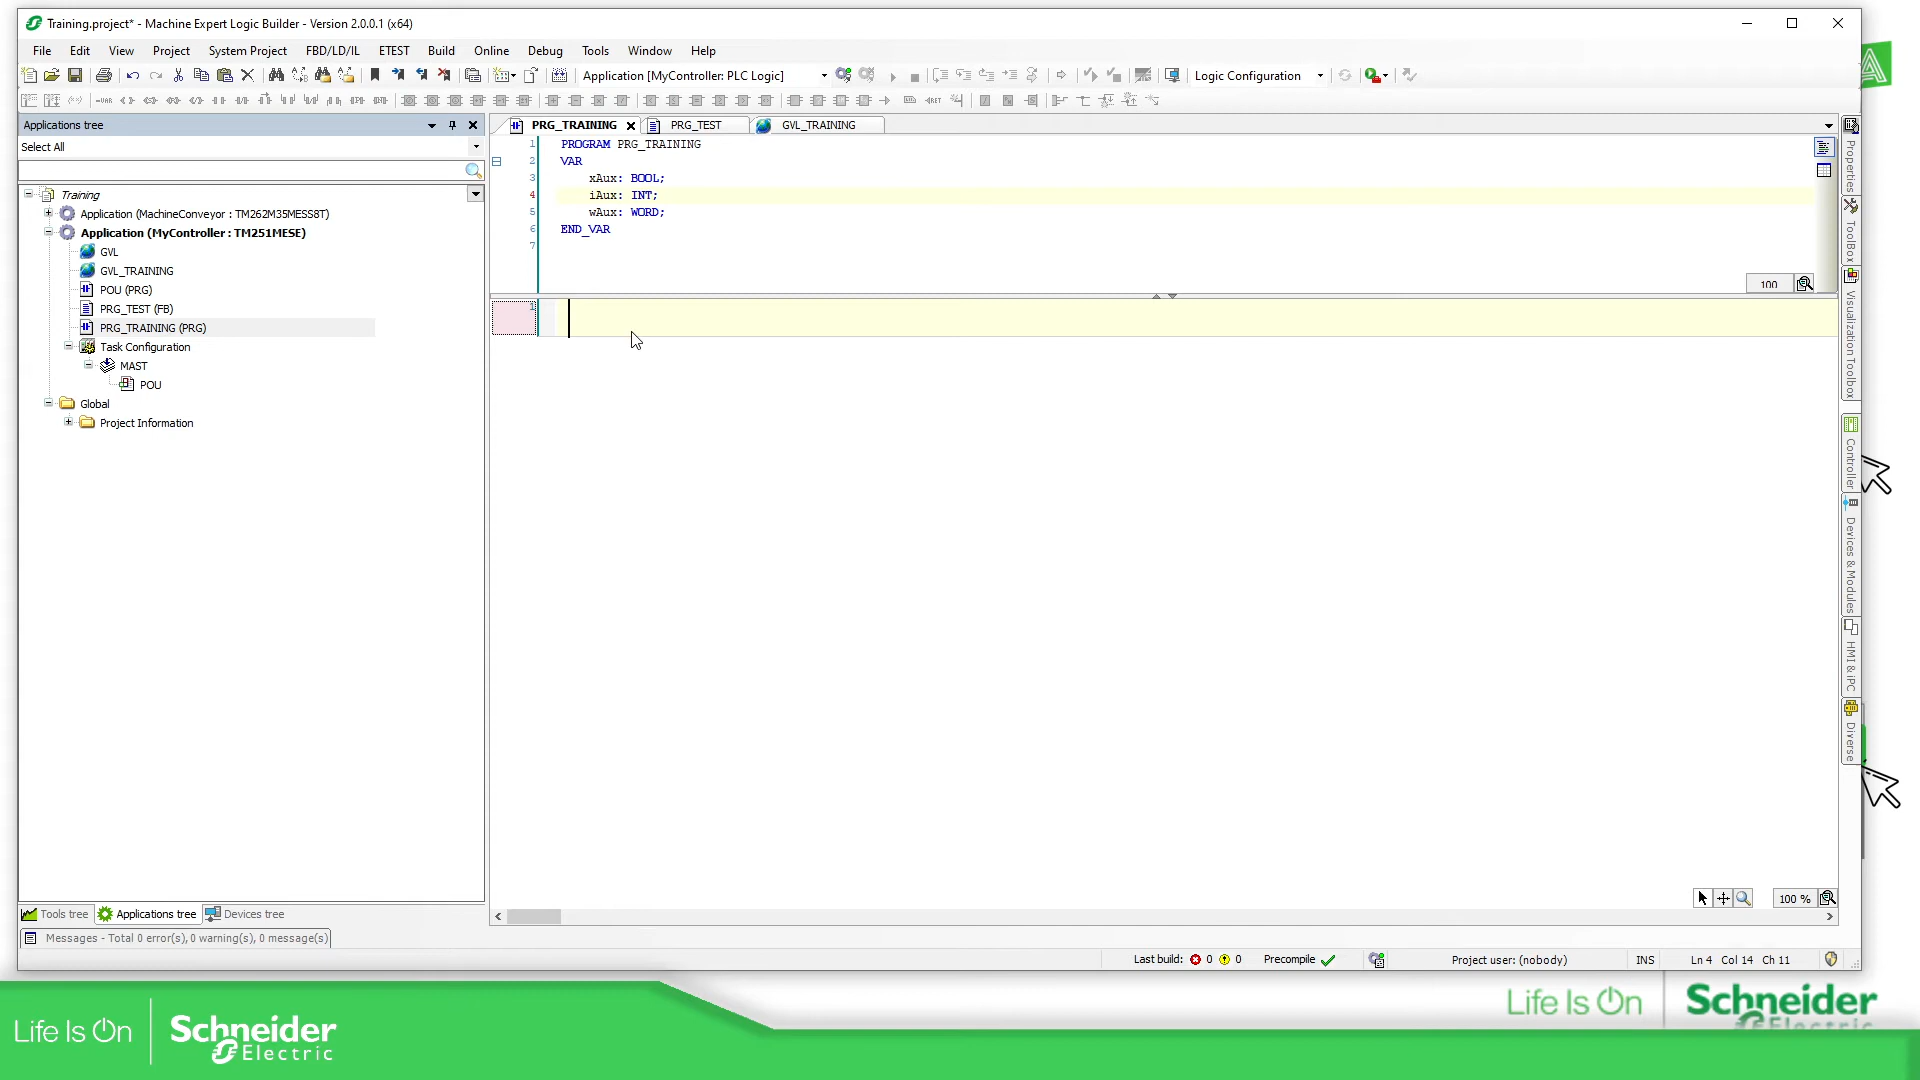 Training.project* - Machine Expert Logic Builder - Version 2.0.0.1 (x64)
File Edit View Project System Project FBD/LD/IL ETEST Build Online Debug Tools Window Help
Application [MyController: PLC Logic] Logic Configuration
Applications tree
Select All
Training
Application (MachineConveyor : TM262M35MESS8T)
Application (MyController : TM251MESE)
GVL
GVL_TRAINING
POU (PRG)
PRG_TEST (FB)
PRG_TRAINING (PRG)
Task Configuration
MAST
POU
Global
Project Information
Tools tree Applications tree Devices tree
Messages - Total 0 error(s), 0 warning(s), 0 message(s)
PRG_TRAINING PRG_TEST GVL_TRAINING
1 PROGRAM PRG_TRAINING
2 VAR
3 xAux: BOOL;
4 iAux: INT;
5 wAux: WORD;
6 END_VAR
7
100
1
100 %
Properties
ToolBox
Visualization Toolbox
Controller
Devices & Modules
HMI & iPC
Diverse
Last build: 0 0 Precompile Project user: (nobody) INS Ln 4 Col 14 Ch 11
Life Is On Schneider Electric
Life Is On Schneider Electric